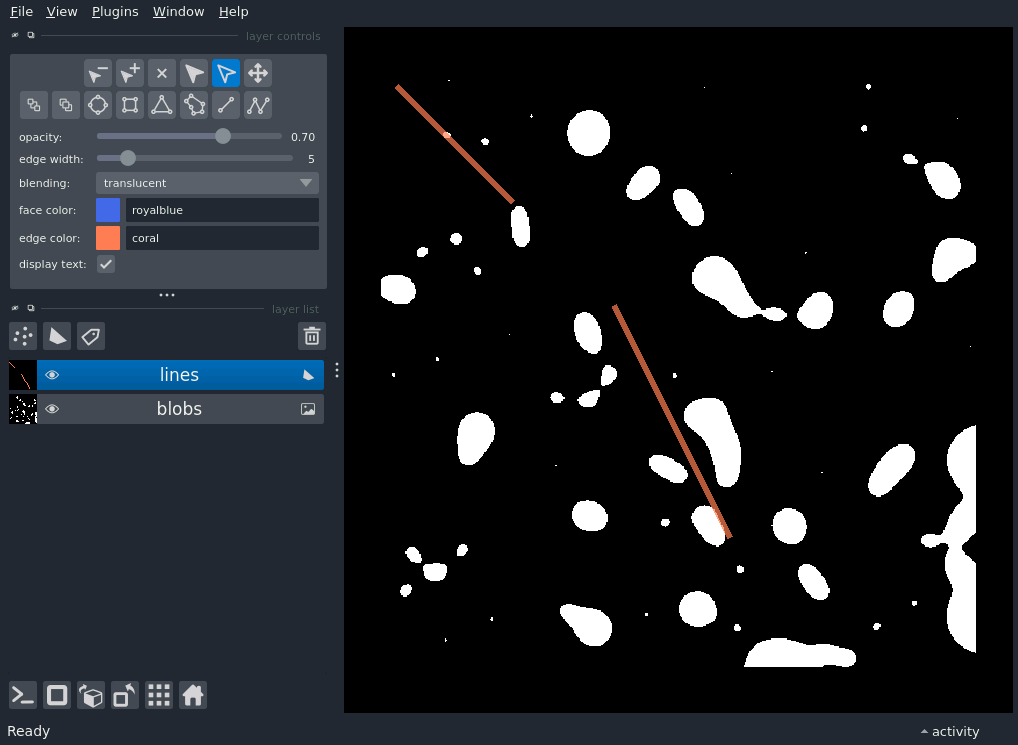 File View Plugins Window Help
layer controls
opacity: 0.70
edge width: 5
blending: translucent
face color: royalblue
edge color: coral
display text:
layer list
lines
blobs
Ready
activity